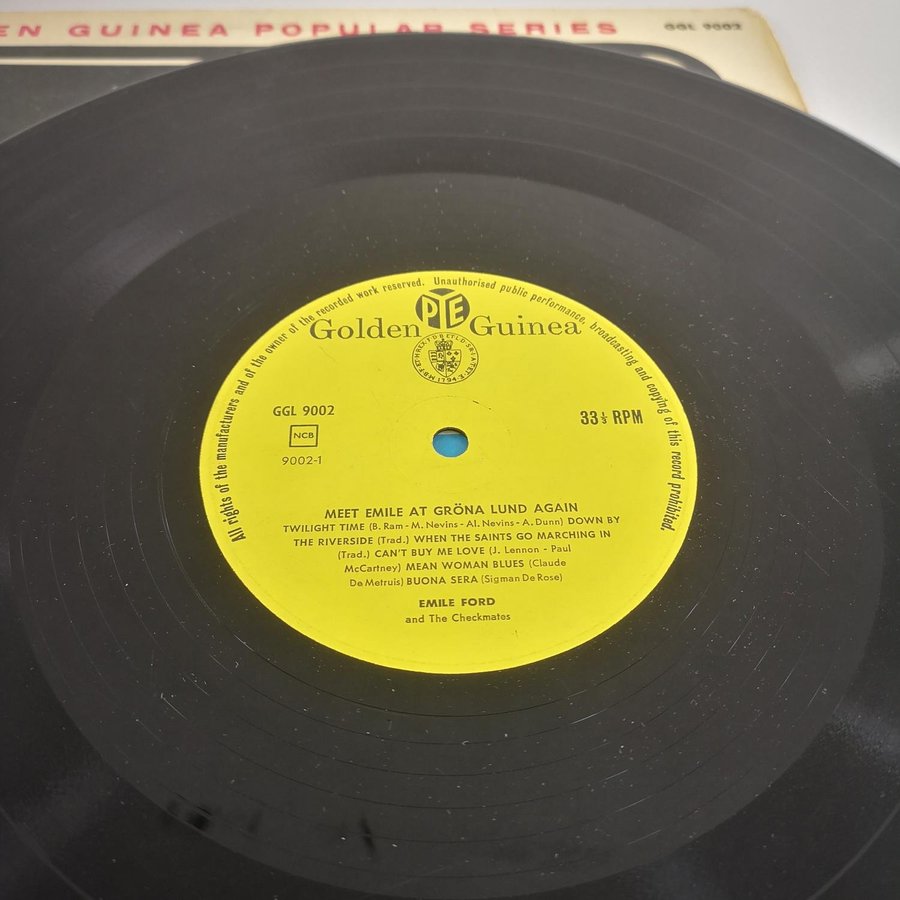 EN GUINEA POPULAR SERIES
GGL 9002
All rights of the manufacturers and of the owner of the recorded work reserved. Unauthorised public performance, broadcasting and copying of this record prohibited.
PYE
Golden Guinea
GGL 9002
33⅓ RPM
NCB
9002-1
MEET EMILE AT GRÖNA LUND AGAIN
TWILIGHT TIME (B. Ram - M. Nevins - Al. Nevins - A. Dunn) DOWN BY
THE RIVERSIDE (Trad.) WHEN THE SAINTS GO MARCHING IN
(Trad.) CAN'T BUY ME LOVE (J. Lennon - Paul
McCartney) MEAN WOMAN BLUES (Claude
De Metruis) BUONA SERA (Sigman De Rose)
EMILE FORD
and The Checkmates